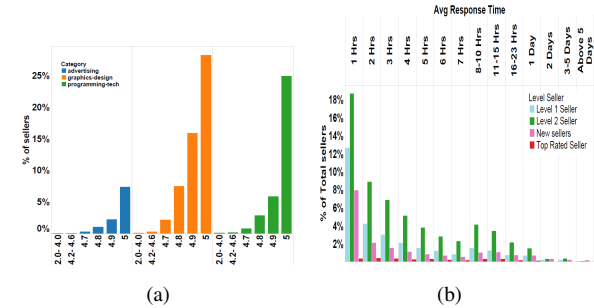 Category
advertising
graphics-design
programming-tech
% of sellers
25%
20%
15%
10%
5%
0%
2.0- 4.0
4.2- 4.6
4.7
4.8
4.9
5
2.0- 4.0
4.2- 4.6
4.7
4.8
4.9
5
2.0- 4.0
4.2- 4.6
4.7
4.8
4.9
5
(a)
Avg Response Time
1 Hrs
2 Hrs
3 Hrs
4 Hrs
5 Hrs
6 Hrs
7 Hrs
8-10 Hrs
11-15 Hrs
16-23 Hrs
1 Day
2 Days
3-5 Days
Above 5
Days
Level Seller
Level 1 Seller
Level 2 Seller
New sellers
Top Rated Seller
% of Total sellers
18%
16%
14%
12%
10%
8%
6%
4%
2%
(b)